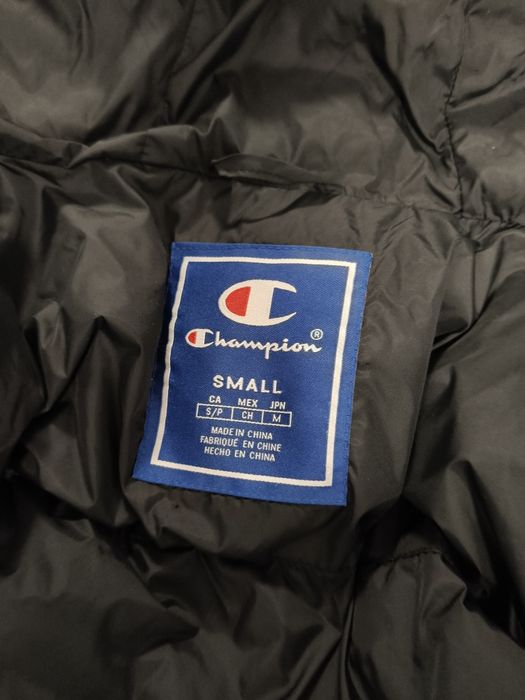 Champion®
SMALL
CA MEX JPN
S/P CH M
MADE IN CHINA
FABRIQUÉ EN CHINE
HECHO EN CHINA